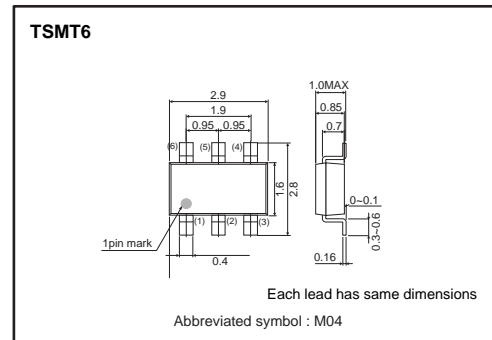 TSMT6
2.9
1.9
0.95 0.95
(6) (5) (4)
1.6
2.8
(1) (2) (3)
1pin mark
0.4
1.0MAX
0.85
0.7
0~0.1
0.3~0.6
0.16
Each lead has same dimensions
Abbreviated symbol : M04